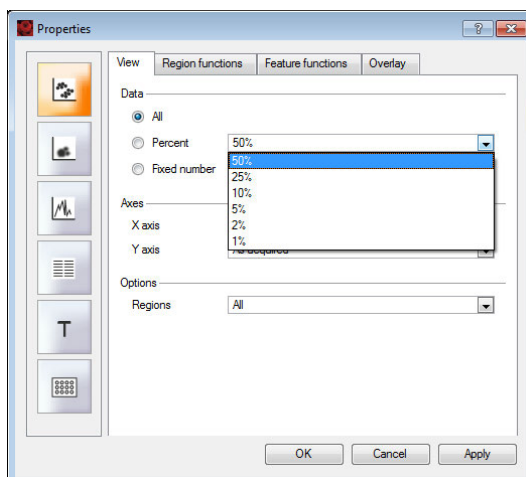 Properties
View Region functions Feature functions Overlay
Data
All
Percent 50%
50%
Fixed number 25%
10%
5%
Axes
X axis 2%
1%
Y axis As acquired
Options
Regions All
T
OK Cancel Apply